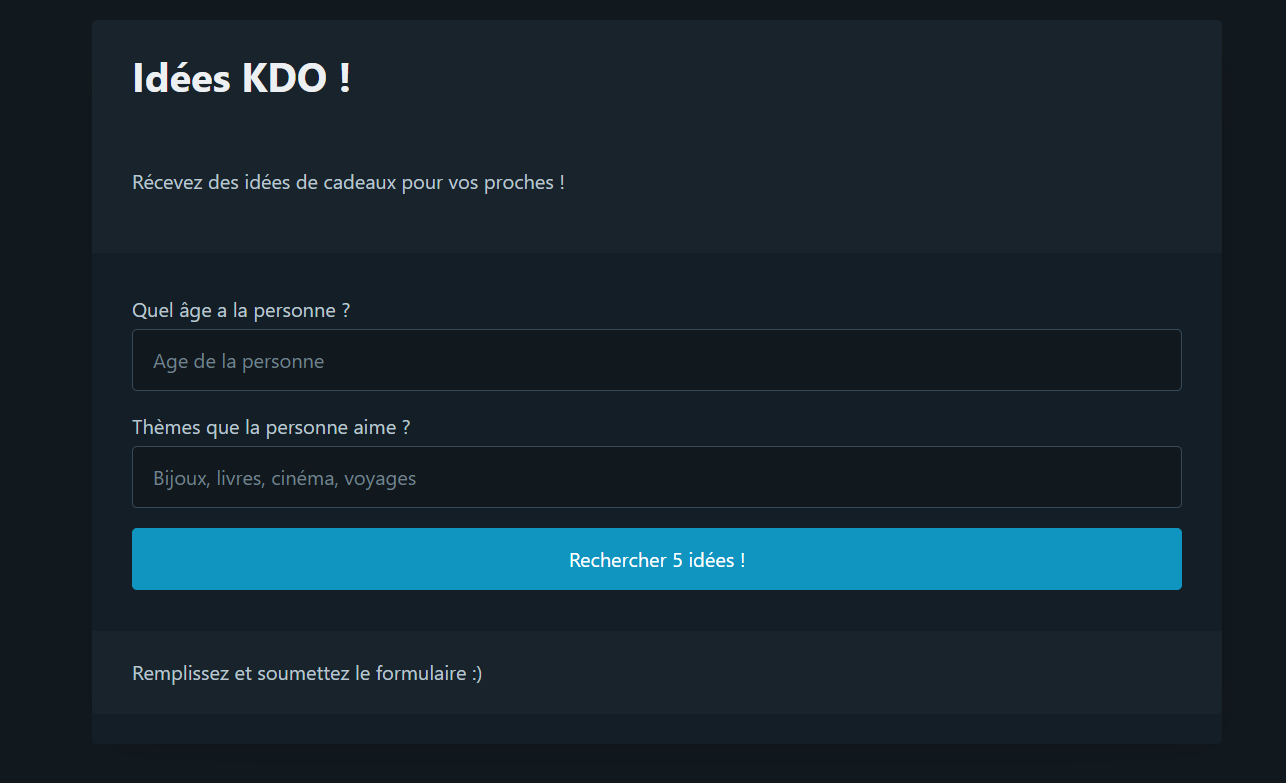 Idées KDO !
Récevez des idées de cadeaux pour vos proches !
Quel âge a la personne ?
Age de la personne
Thèmes que la personne aime ?
Bijoux, livres, cinéma, voyages
Rechercher 5 idées !
Remplissez et soumettez le formulaire :)